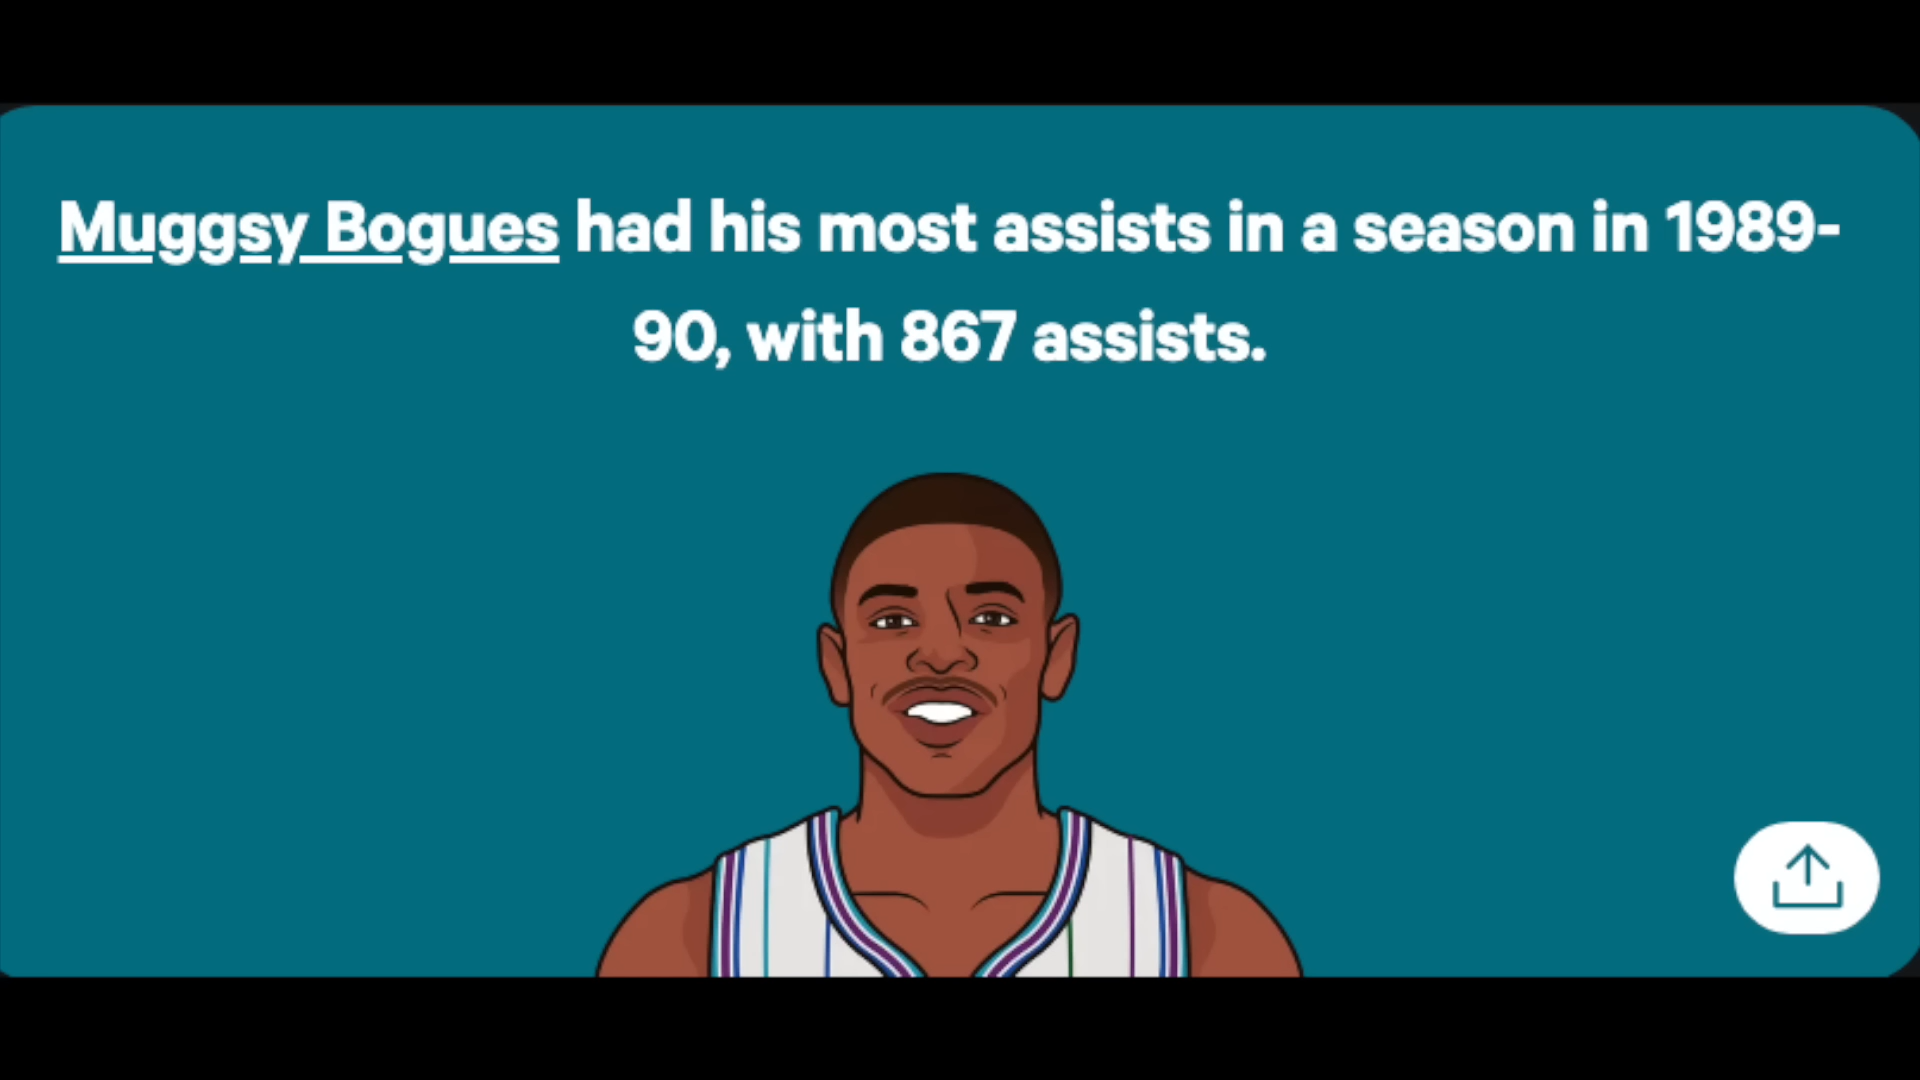 Muggsy Bogues had his most assists in a season in 1989-
90, with 867 assists.